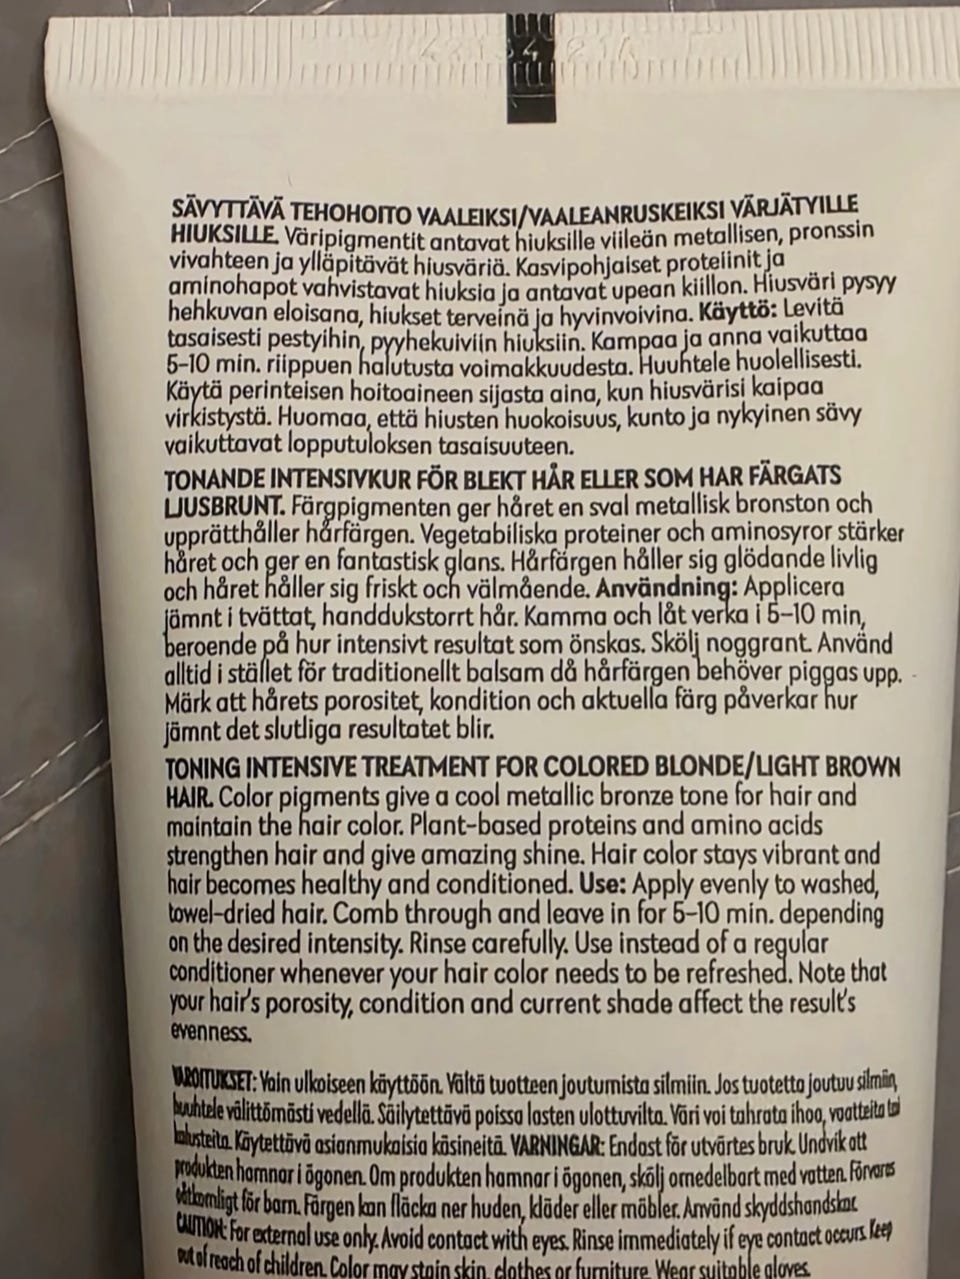 SÄVYTTÄVÄ TEHOHOITO VAALEIKSI/VAALEANRUSKEIKSI VÄRJÄTYILLE
HIUKSILLE. Väripigmentit antavat hiuksille viileän metallisen, pronssin
vivahteen ja ylläpitävät hiusväriä. Kasvipohjaiset proteiinit ja
aminohapot vahvistavat hiuksia ja antavat upean kiillon. Hiusväri pysyy
hehkuvan eloisana, hiukset terveinä ja hyvinvoivina. Käyttö: Levitä
tasaisesti pestyihin, pyyhekuiviin hiuksiin. Kampaa ja anna vaikuttaa
5–10 min. riippuen halutusta voimakkuudesta. Huuhtele huolellisesti.
Käytä perinteisen hoitoaineen sijasta aina, kun hiusvärisi kaipaa
virkistystä. Huomaa, että hiusten huokoisuus, kunto ja nykyinen sävy
vaikuttavat lopputuloksen tasaisuuteen.
TONANDE INTENSIVKUR FÖR BLEKT HÅR ELLER SOM HAR FÄRGATS
LJUSBRUNT. Färgpigmenten ger håret en sval metallisk bronston och
upprätthåller hårfärgen. Vegetabiliska proteiner och aminosyror stärker
håret och ger en fantastisk glans. Hårfärgen håller sig glödande livlig
och håret håller sig friskt och välmående. Användning: Applicera
jämnt i tvättat, handdukstorrt hår. Kamma och låt verka i 5–10 min,
beroende på hur intensivt resultat som önskas. Skölj noggrant. Använd
alltid i stället för traditionellt balsam då hårfärgen behöver piggas upp.
Märk att hårets porositet, kondition och aktuella färg påverkar hur
jämnt det slutliga resultatet blir.
TONING INTENSIVE TREATMENT FOR COLORED BLONDE/LIGHT BROWN
HAIR. Color pigments give a cool metallic bronze tone for hair and
maintain the hair color. Plant-based proteins and amino acids
strengthen hair and give amazing shine. Hair color stays vibrant and
hair becomes healthy and conditioned. Use: Apply evenly to washed,
towel-dried hair. Comb through and leave in for 5–10 min. depending
on the desired intensity. Rinse carefully. Use instead of a regular
conditioner whenever your hair color needs to be refreshed. Note that
your hair's porosity, condition and current shade affect the result's
evenness.
VAROITUKSET: Vain ulkoiseen käyttöön. Vältä tuotteen joutumista silmiin. Jos tuotetta joutuu silmiin,
huuhtele välittömästi vedellä. Säilytettävä poissa lasten ulottuvilta. Väri voi tahrata ihoa, vaatteita tai
kalusteita. Käytettävä asianmukaisia käsineitä. VARNINGAR: Endast för utvärtes bruk. Undvik att
produkten hamnar i ögonen. Om produkten hamnar i ögonen, skölj omedelbart med vatten. Förvaras
oåtkomligt för barn. Färgen kan fläcka ner huden, kläder eller möbler. Använd skyddshandskar.
CAUTION: For external use only. Avoid contact with eyes. Rinse immediately if eye contact occurs. Keep
out of reach of children. Color may stain skin, clothes or furniture. Wear suitable gloves.